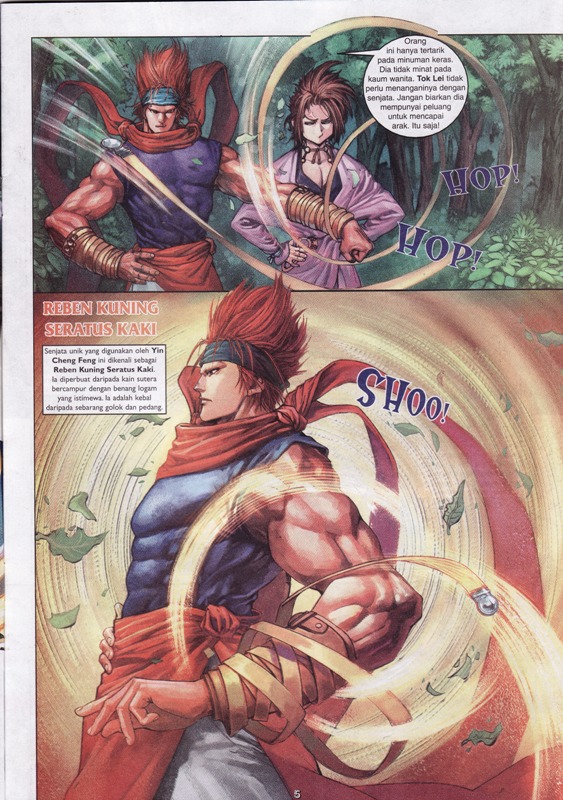 Orang
ini hanya tertarik
pada minuman keras.
Dia tidak minat pada
kaum wanita. Tok Lei tidak
perlu menanganinya dengan
senjata. Jangan biarkan dia
mempunyai peluang
untuk mencapai
arak. Itu saja!
HOP!
HOP!
REBEN KUNING
SERATUS KAKI
Senjata unik yang digunakan oleh Yin
Cheng Feng ini dikenali sebagai
Reben Kuning Seratus Kaki.
Ia diperbuat daripada kain sutera
bercampur dengan benang logam
yang istimewa. Ia adalah kebal
daripada sebarang golok dan pedang.
SHOO!
5